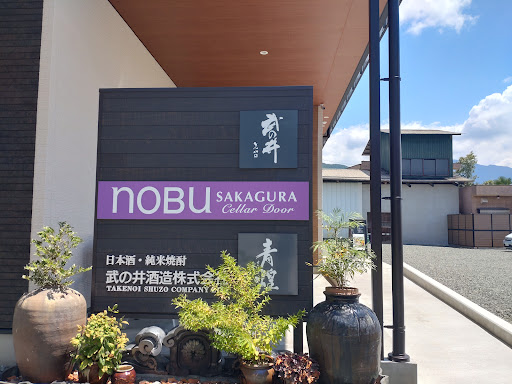 武の井
NOBU SAKAGURA
Cellar Door
青煌
日本酒・純米焼酎
武の井酒造株式会
TAKENOI SHUZO COMPANY